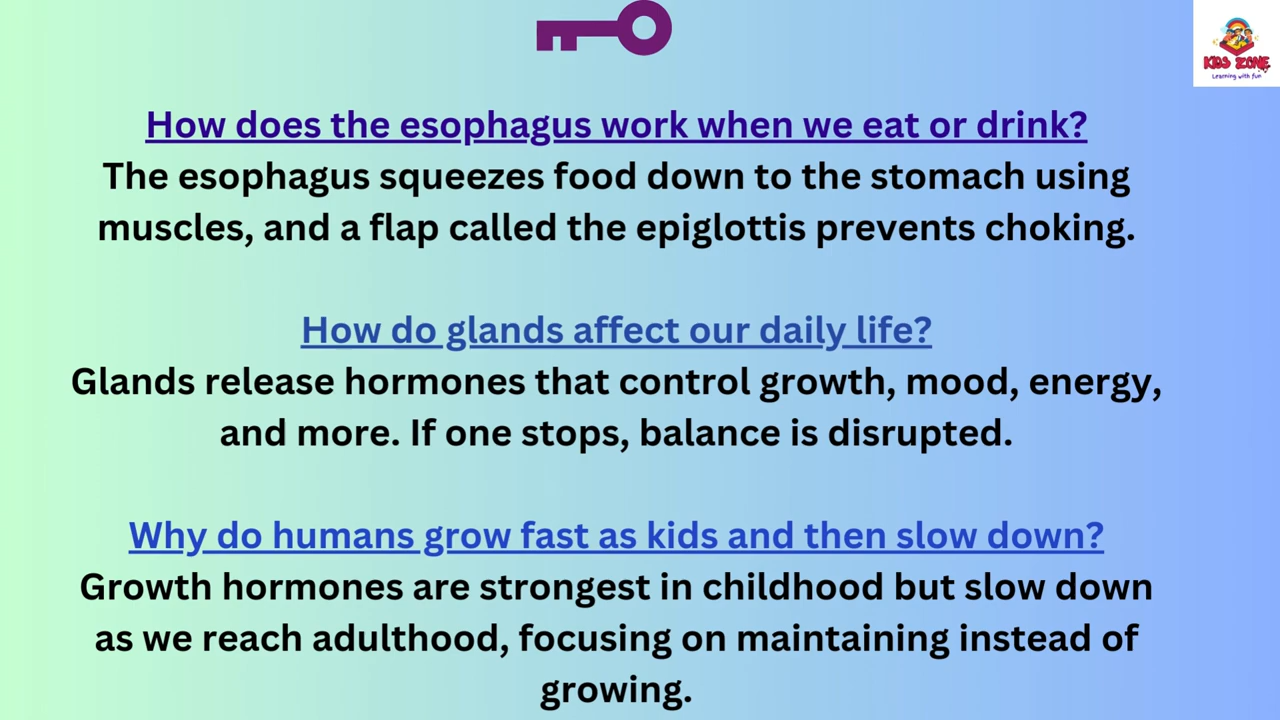 KIDS ZONE
Learning with fun
How does the esophagus work when we eat or drink?
The esophagus squeezes food down to the stomach using
muscles, and a flap called the epiglottis prevents choking.
How do glands affect our daily life?
Glands release hormones that control growth, mood, energy,
and more. If one stops, balance is disrupted.
Why do humans grow fast as kids and then slow down?
Growth hormones are strongest in childhood but slow down
as we reach adulthood, focusing on maintaining instead of
growing.